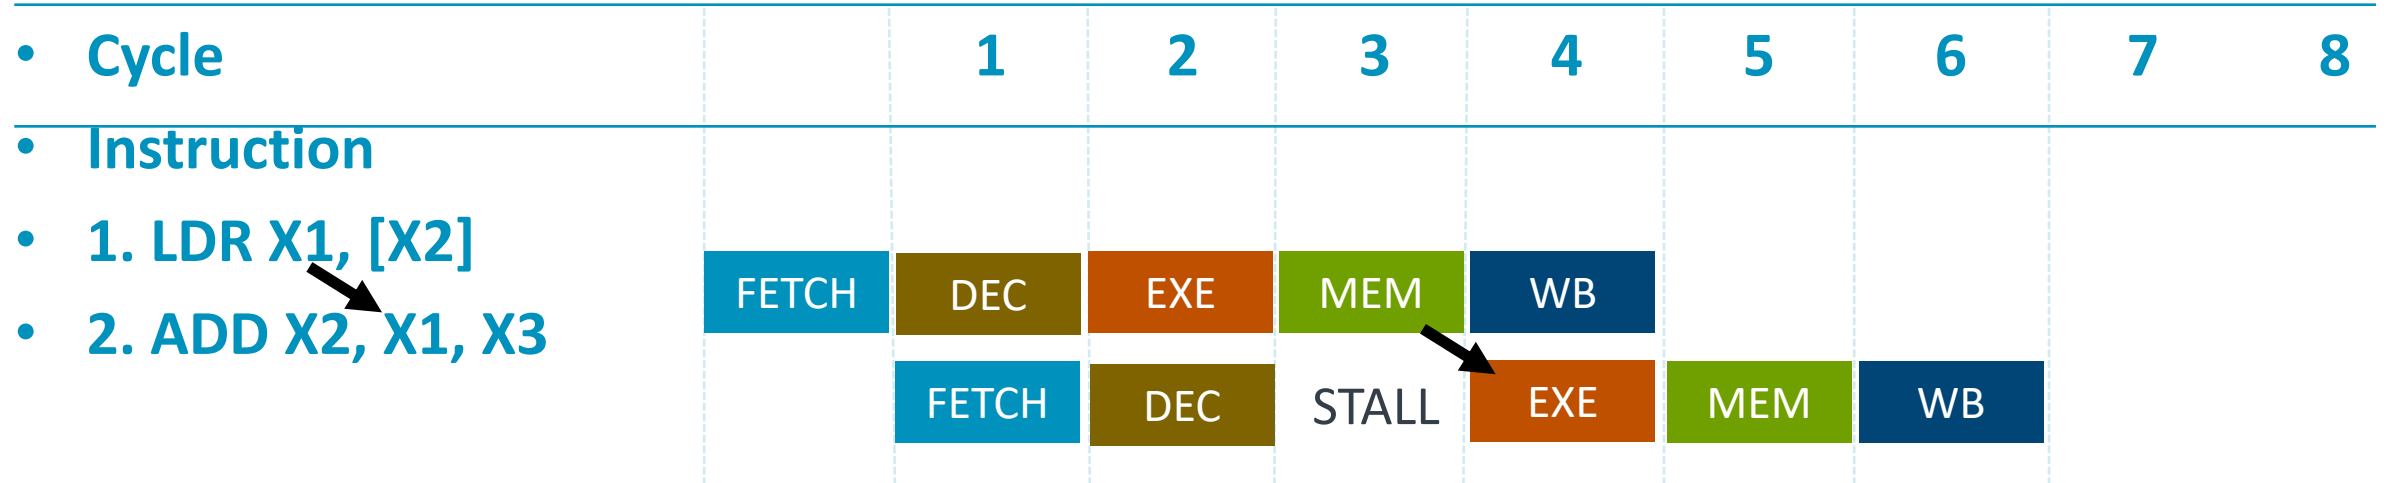 • Cycle 1 2 3 4 5 6 7 8
• Instruction
• 1. LDR X1, [X2]
FETCH DEC EXE MEM WB
• 2. ADD X2, X1, X3
FETCH DEC STALL EXE MEM WB